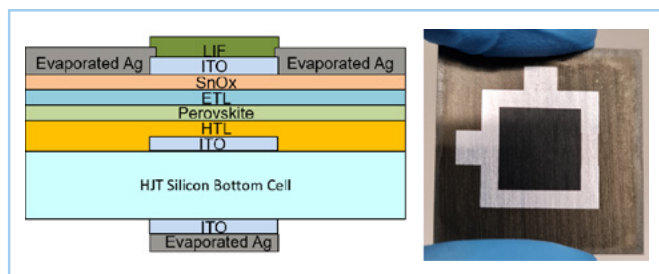 LIF
Evaporated Ag ITO Evaporated Ag
SnOx
ETL
Perovskite
HTL
ITO
HJT Silicon Bottom Cell
ITO
Evaporated Ag